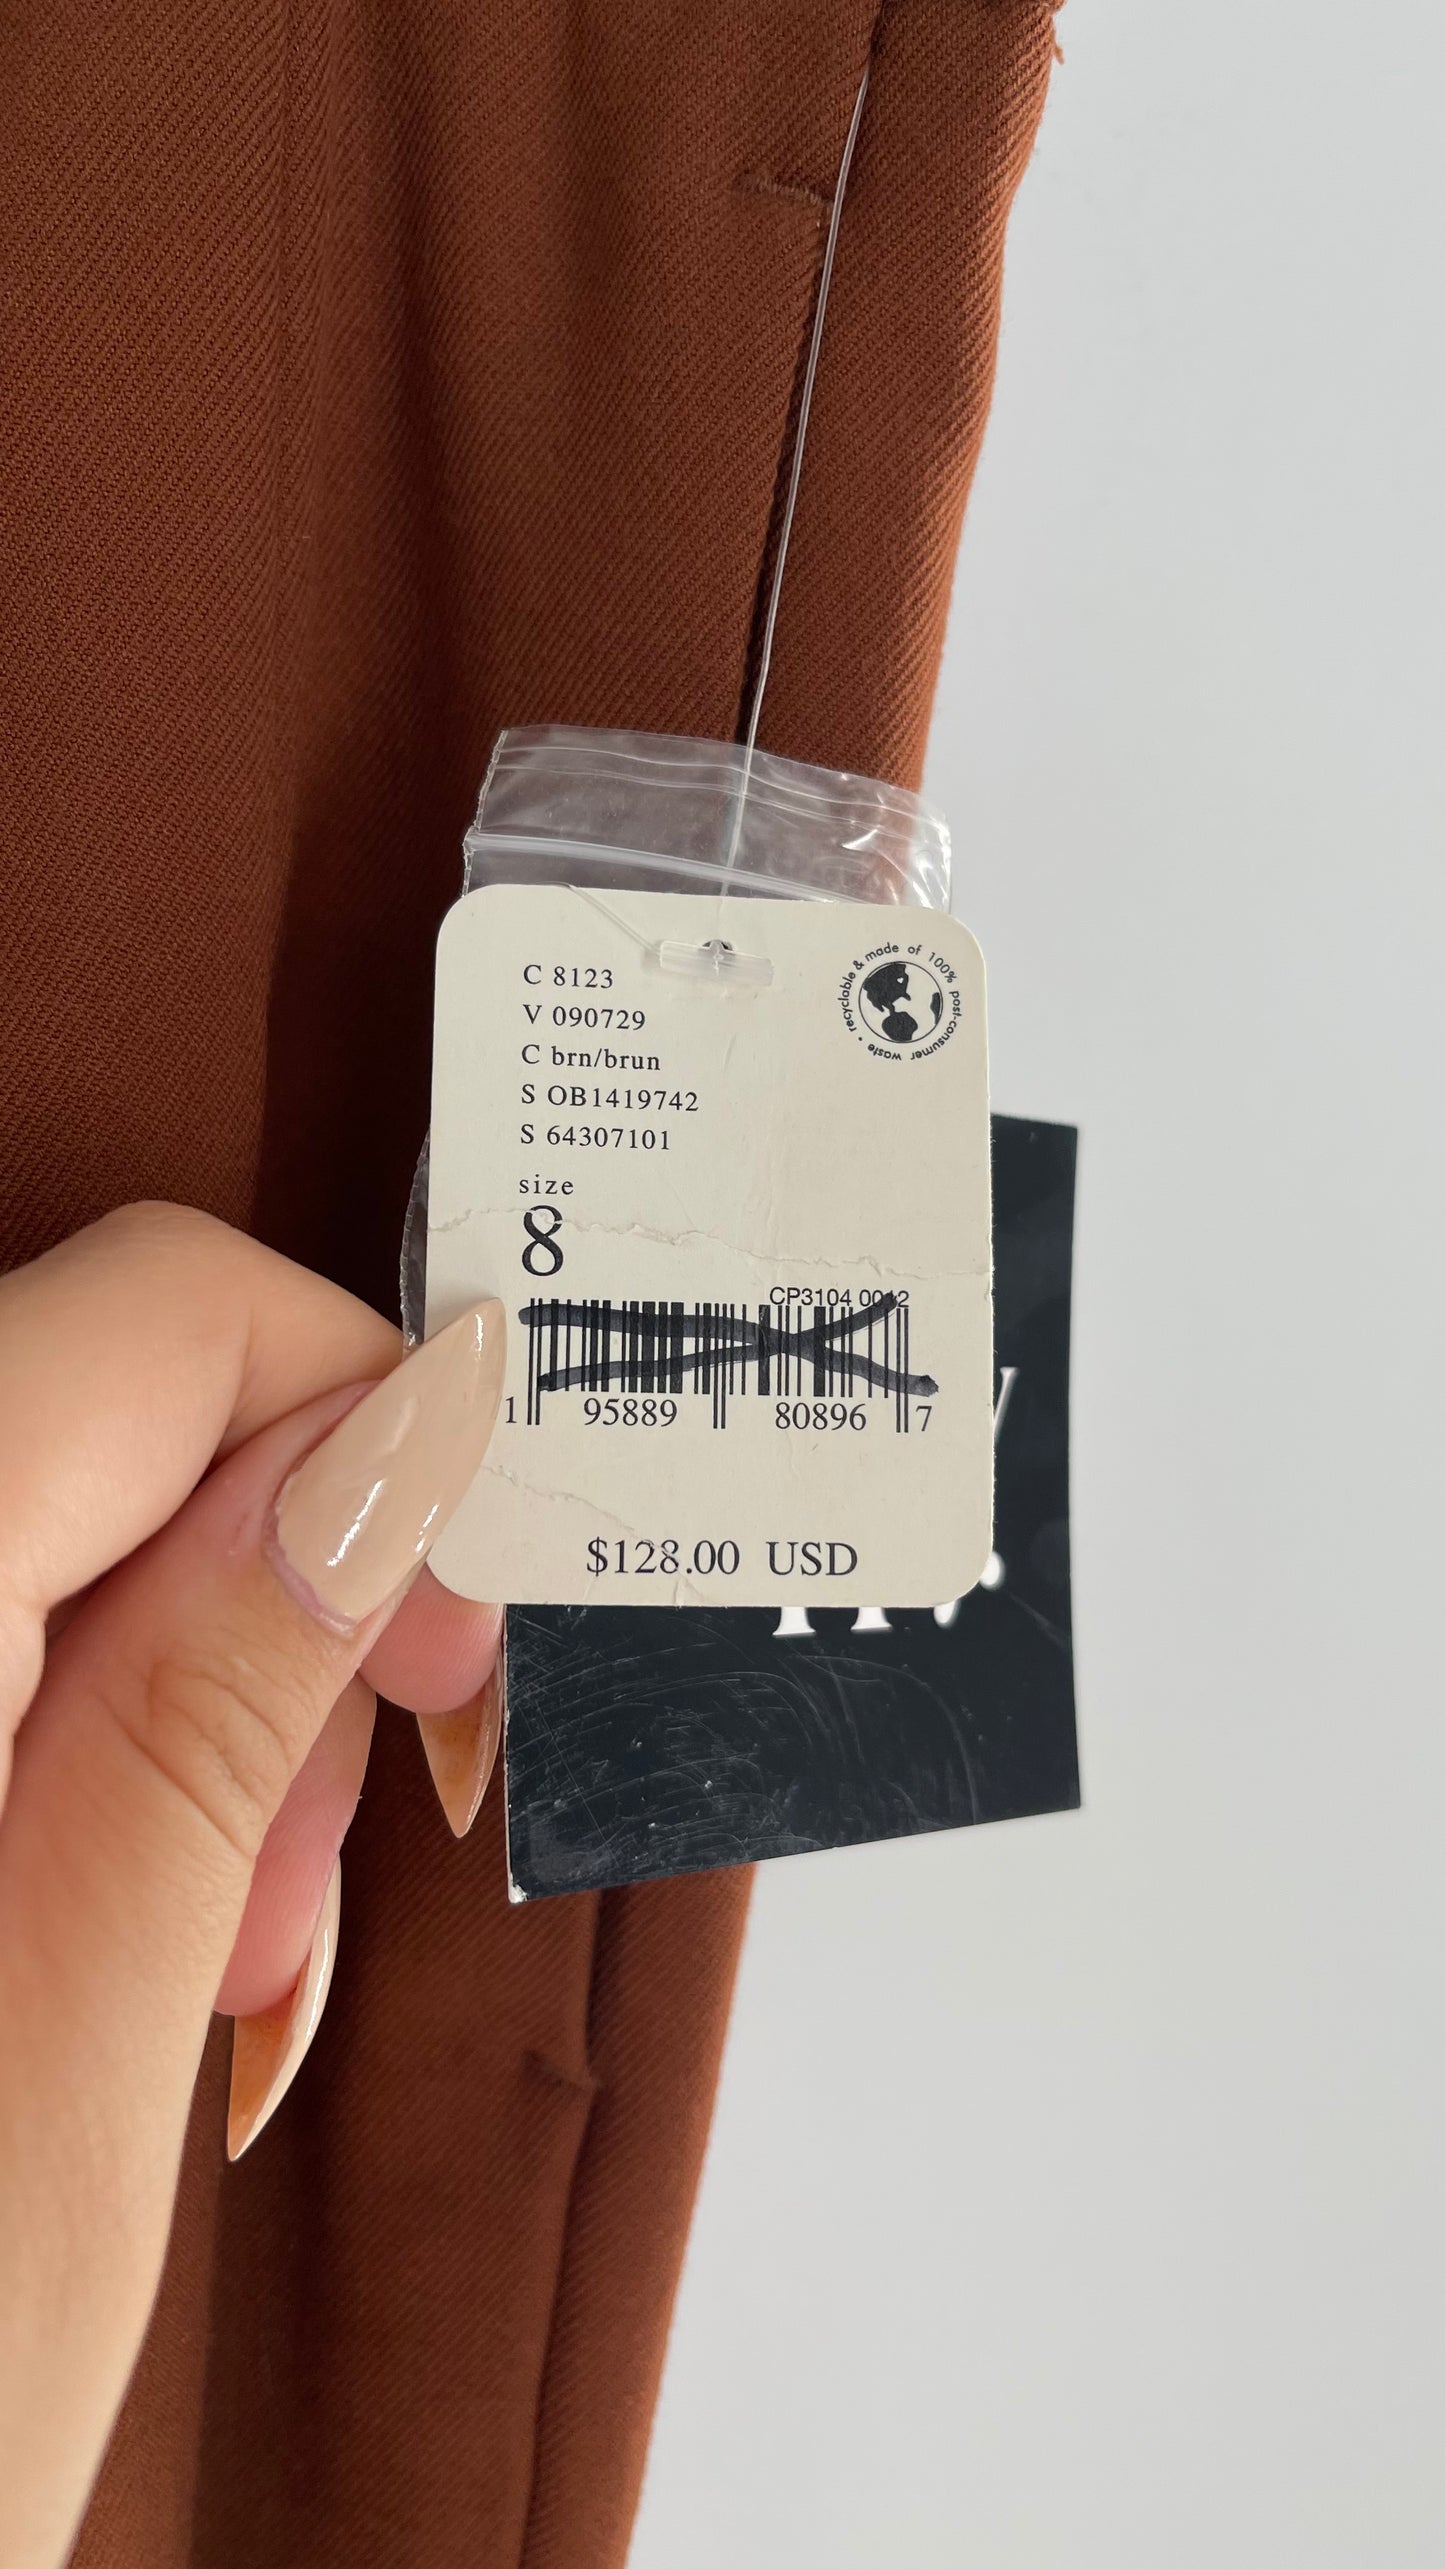 C 8123
V 090729
C brn/brun
S OB1419742
S 64307101
recyclable & made of 100% post-consumer waste •
size
8
CP3104 0012
1 95889 80896 7
$128.00 USD